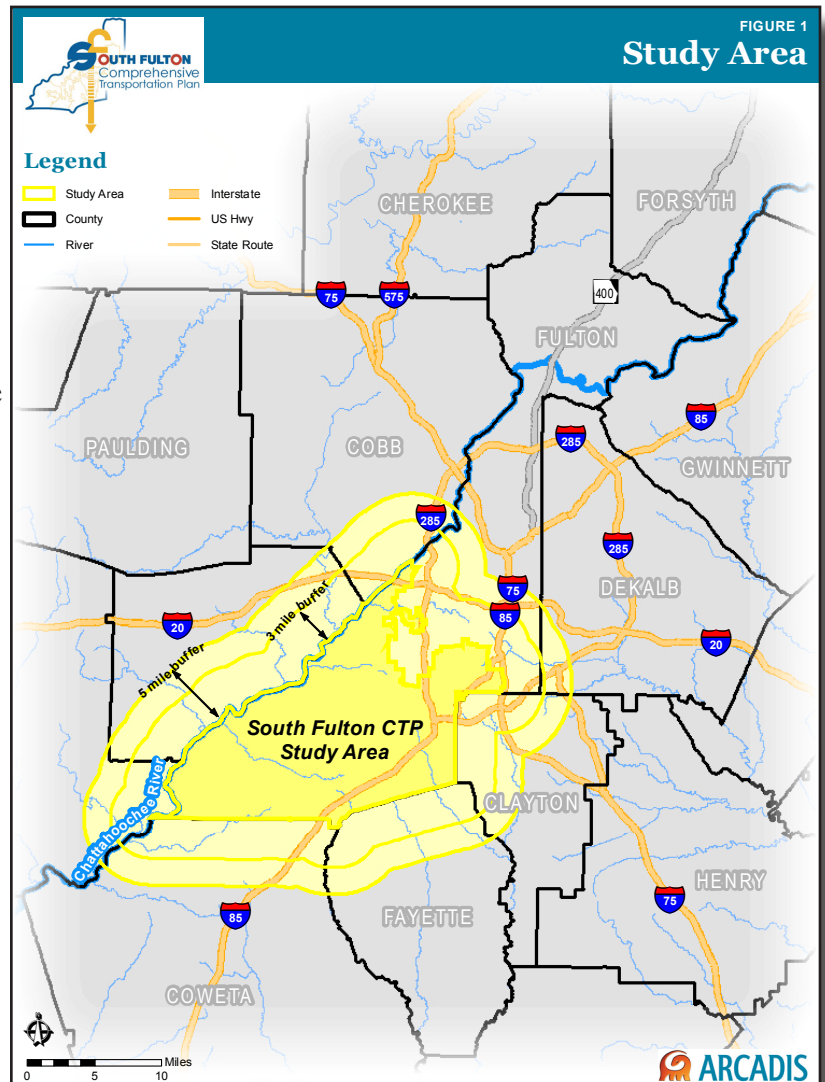 FIGURE 1
Study Area
SOUTH FULTON
Comprehensive
Transportation Plan
Legend
Study Area
Interstate
County
US Hwy
River
State Route
CHEROKEE
FORSYTH
75
575
400
FULTON
85
285
PAULDING
COBB
GWINNETT
285
285
DEKALB
75
85
3 mile buffer
20
20
5 mile buffer
South Fulton CTP
Study Area
Chattahoochee River
CLAYTON
HENRY
75
85
FAYETTE
COWETA
Miles
0 5 10
ARCADIS